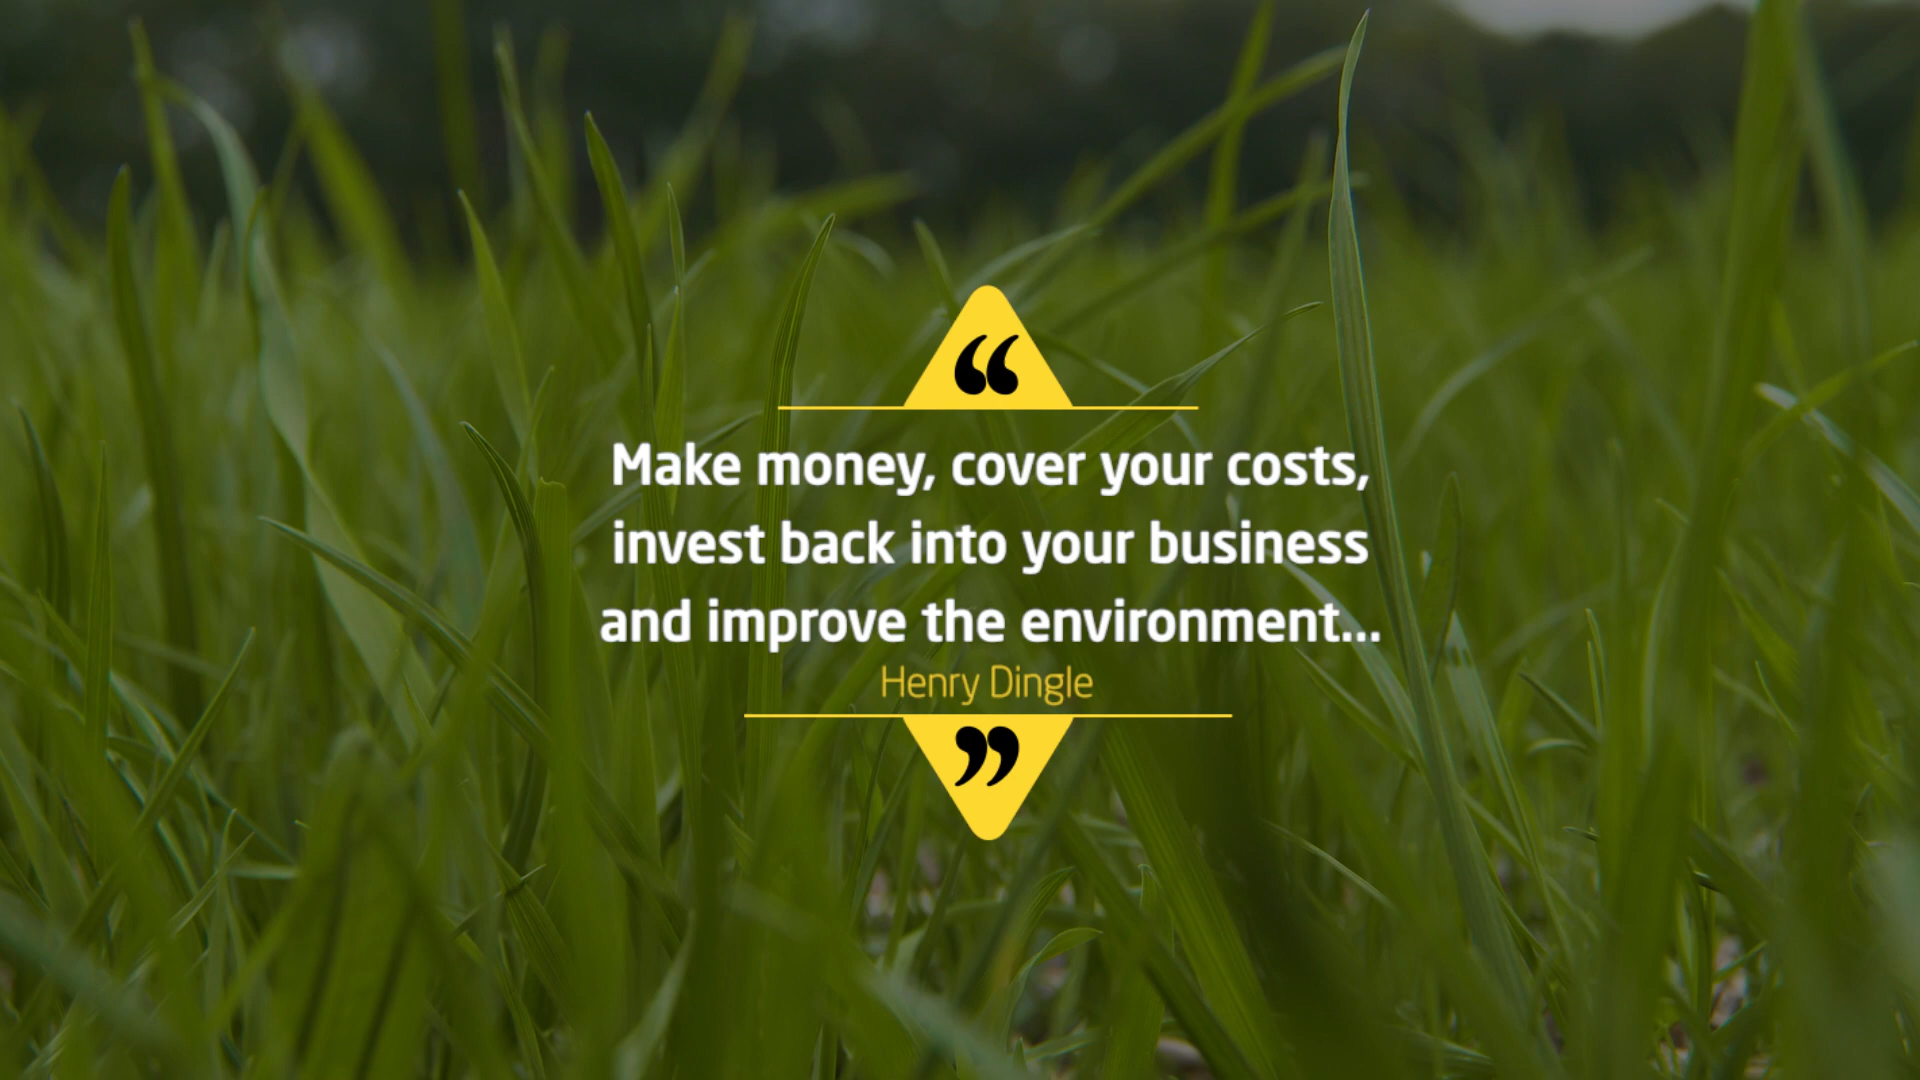 “
Make money, cover your costs,
invest back into your business
and improve the environment...
Henry Dingle
”